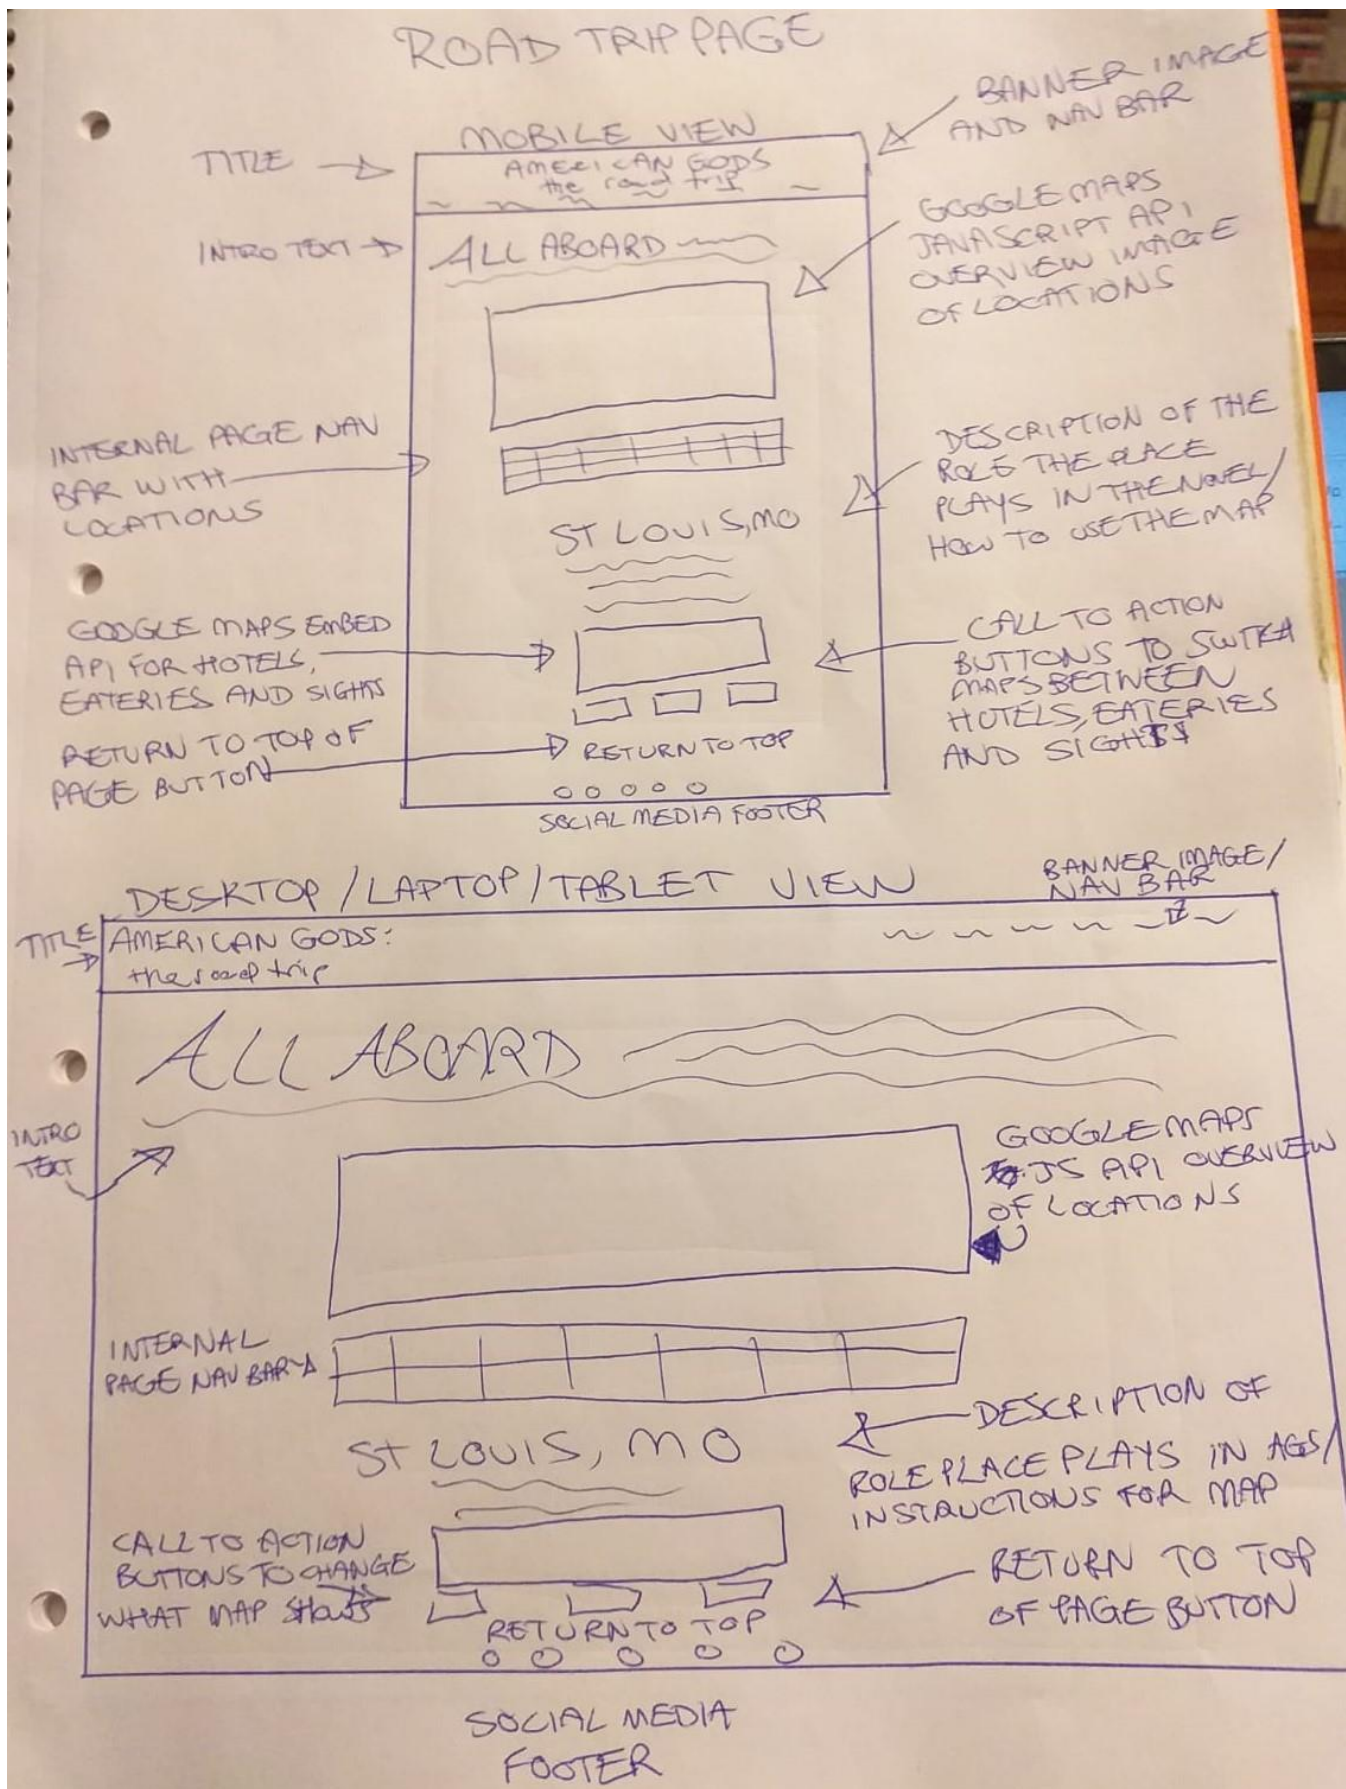 ROAD TRIP PAGE
MOBILE VIEW
BANNER IMAGE
AND NAV BAR
TITLE
AMERICAN GODS
the road trip
INTRO TEXT
ALL ABOARD
GOOGLE MAPS
JAVASCRIPT API
OVERVIEW IMAGE
OF LOCATIONS
INTERNAL PAGE NAV
BAR WITH
LOCATIONS
DESCRIPTION OF THE
ROLE THE PLACE
PLAYS IN THE NOVEL/
HOW TO USE THE MAP
ST LOUIS, MO
GOOGLE MAPS EMBED
API FOR HOTELS,
EATERIES AND SIGHTS
CALL TO ACTION
BUTTONS TO SWITCH
MAPS BETWEEN
HOTELS, EATERIES
AND SIGHTS
RETURN TO TOP OF
PAGE BUTTON
RETURN TO TOP
SOCIAL MEDIA FOOTER
DESKTOP/LAPTOP/TABLET VIEW
BANNER IMAGE/
NAV BAR
TITLE
AMERICAN GODS:
the road trip
ALL ABOARD
INTRO
TEXT
GOOGLE MAPS
JS API OVERVIEW
OF LOCATIONS
INTERNAL
PAGE NAV BAR
ST LOUIS, MO
DESCRIPTION OF
ROLE PLACE PLAYS IN AGS/
INSTRUCTIONS FOR MAP
CALL TO ACTION
BUTTONS TO CHANGE
WHAT MAP SHOWS
RETURN TO TOP
OF PAGE BUTTON
RETURN TO TOP
SOCIAL MEDIA
FOOTER